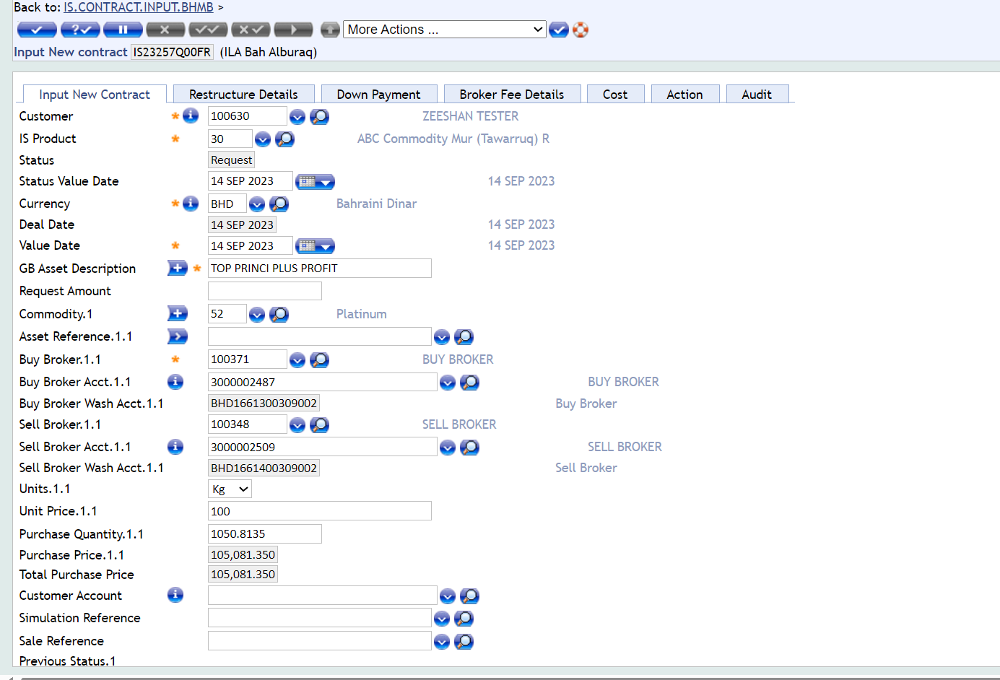 Back to: IS.CONTRACT.INPUT.BHMB >
More Actions ...
Input New contract IS23257Q00FR (ILA Bah Alburaq)
Input New Contract Restructure Details Down Payment Broker Fee Details Cost Action Audit
Customer * 100630 ZEESHAN TESTER
IS Product * 30 ABC Commodity Mur (Tawarruq) R
Status Request
Status Value Date 14 SEP 2023 14 SEP 2023
Currency * BHD Bahraini Dinar
Deal Date 14 SEP 2023 14 SEP 2023
Value Date * 14 SEP 2023 14 SEP 2023
GB Asset Description * TOP PRINCI PLUS PROFIT
Request Amount
Commodity.1 52 Platinum
Asset Reference.1.1
Buy Broker.1.1 * 100371 BUY BROKER
Buy Broker Acct.1.1 3000002487 BUY BROKER
Buy Broker Wash Acct.1.1 BHD1661300309002 Buy Broker
Sell Broker.1.1 100348 SELL BROKER
Sell Broker Acct.1.1 3000002509 SELL BROKER
Sell Broker Wash Acct.1.1 BHD1661400309002 Sell Broker
Units.1.1 Kg
Unit Price.1.1 100
Purchase Quantity.1.1 1050.8135
Purchase Price.1.1 105,081.350
Total Purchase Price 105,081.350
Customer Account
Simulation Reference
Sale Reference
Previous Status.1